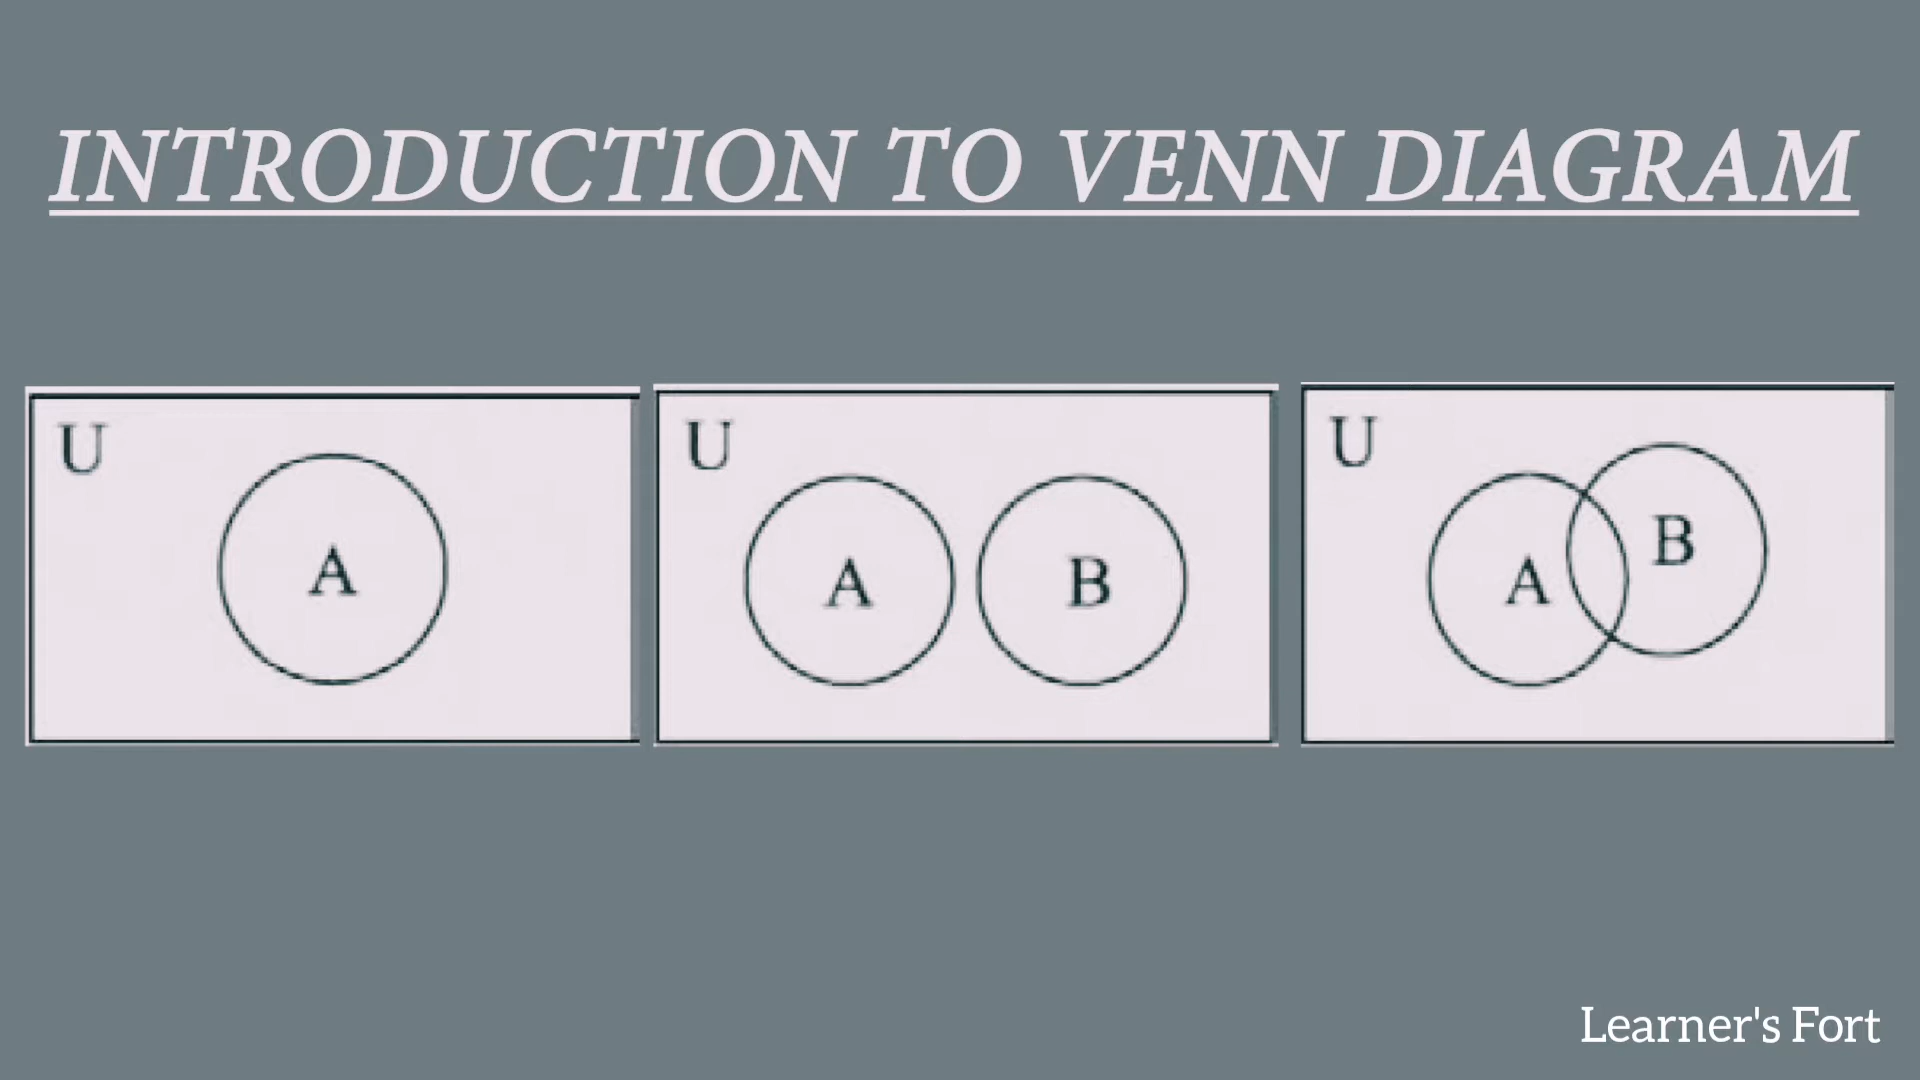 INTRODUCTION TO VENN DIAGRAM
U
A
U
A B
U
A B
Learner's Fort